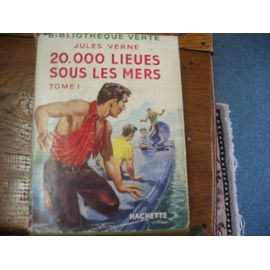 BIBLIOTHEQUE VERTE
JULES VERNE
20.000 LIEUES
SOUS LES MERS
TOME I
HACHETTE